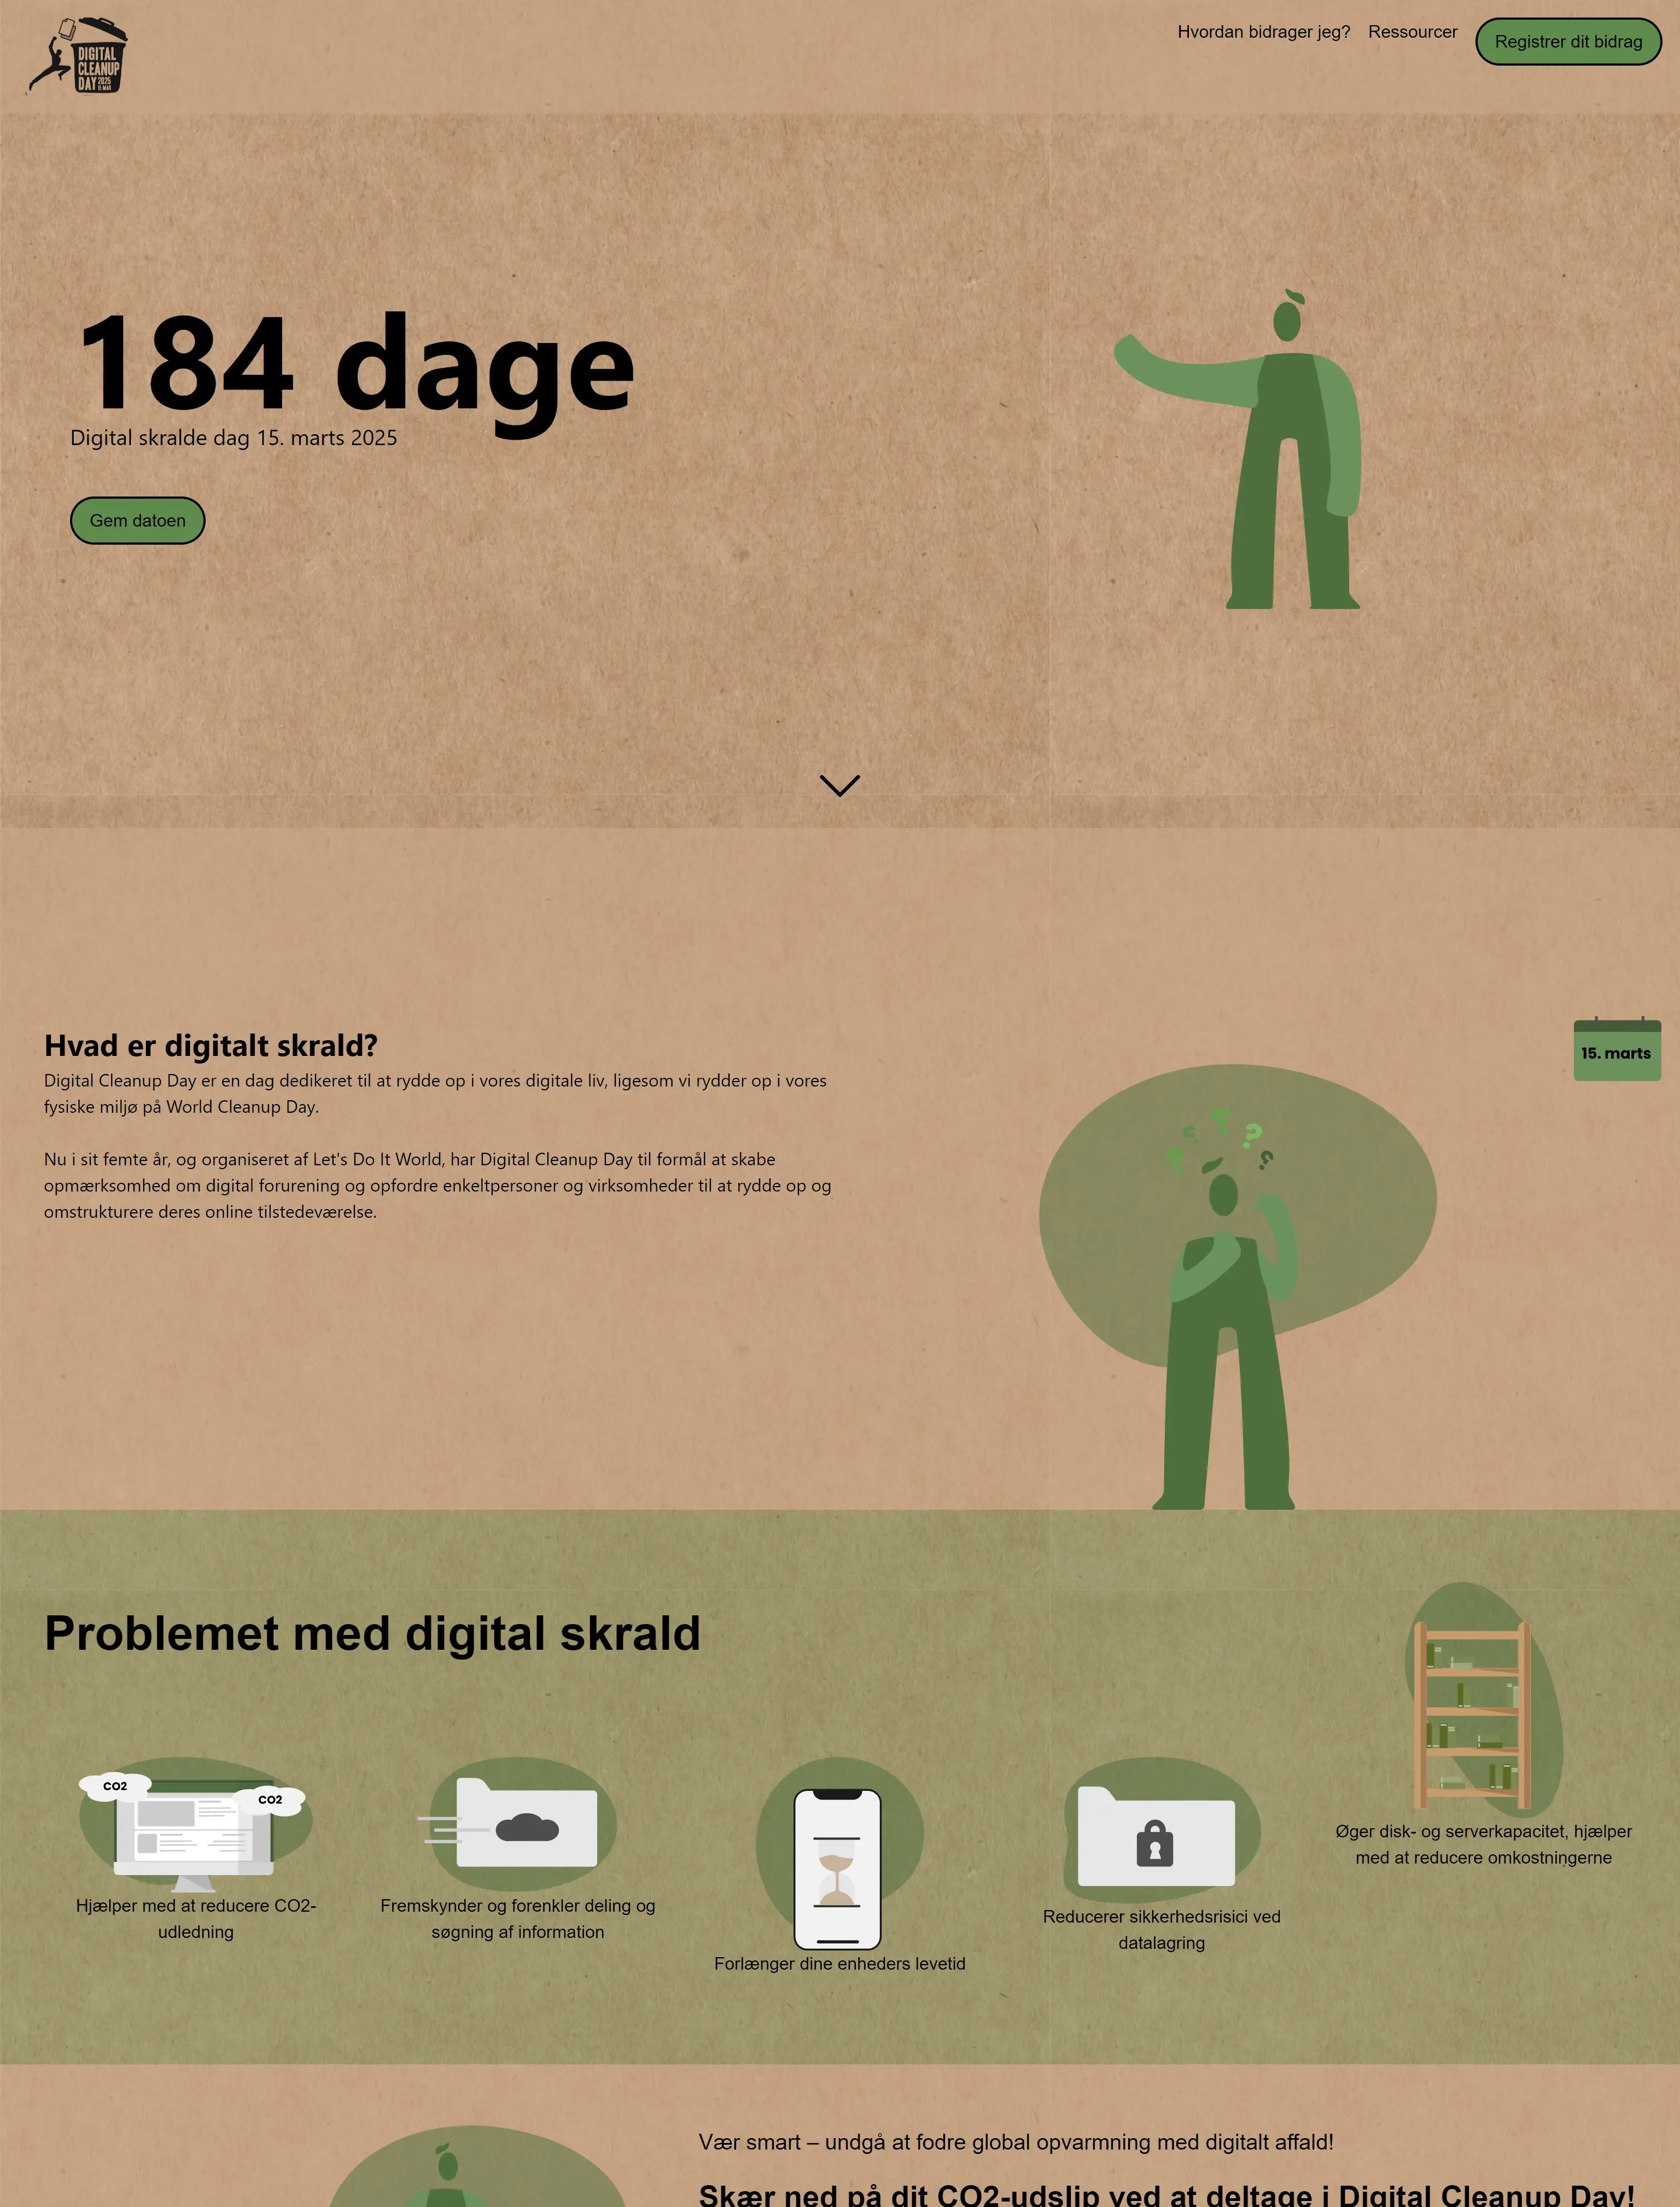 DIGITAL
CLEANUP
DAY 2025
15 MAR
Hvordan bidrager jeg?
Ressourcer
Registrer dit bidrag
184 dage
Digital skralde dag 15. marts 2025
Gem datoen
Hvad er digitalt skrald?
Digital Cleanup Day er en dag dedikeret til at rydde op i vores digitale liv, ligesom vi rydder op i vores
fysiske miljø på World Cleanup Day.
15. marts
Nu i sit femte år, og organiseret af Let's Do It World, har Digital Cleanup Day til formål at skabe
opmærksomhed om digital forurening og opfordre enkeltpersoner og virksomheder til at rydde op og
omstrukturere deres online tilstedeværelse.
? ? ? ? ?
Problemet med digital skrald
CO2
CO2
Hjælper med at reducere CO2-
udledning
Fremskynder og forenkler deling og
søgning af information
Forlænger dine enheders levetid
Reducerer sikkerhedsrisici ved
datalagring
Øger disk- og serverkapacitet, hjælper
med at reducere omkostningerne
Vær smart – undgå at fodre global opvarmning med digitalt affald!
Skær ned på dit CO2-udslip ved at deltage i Digital Cleanup Day!